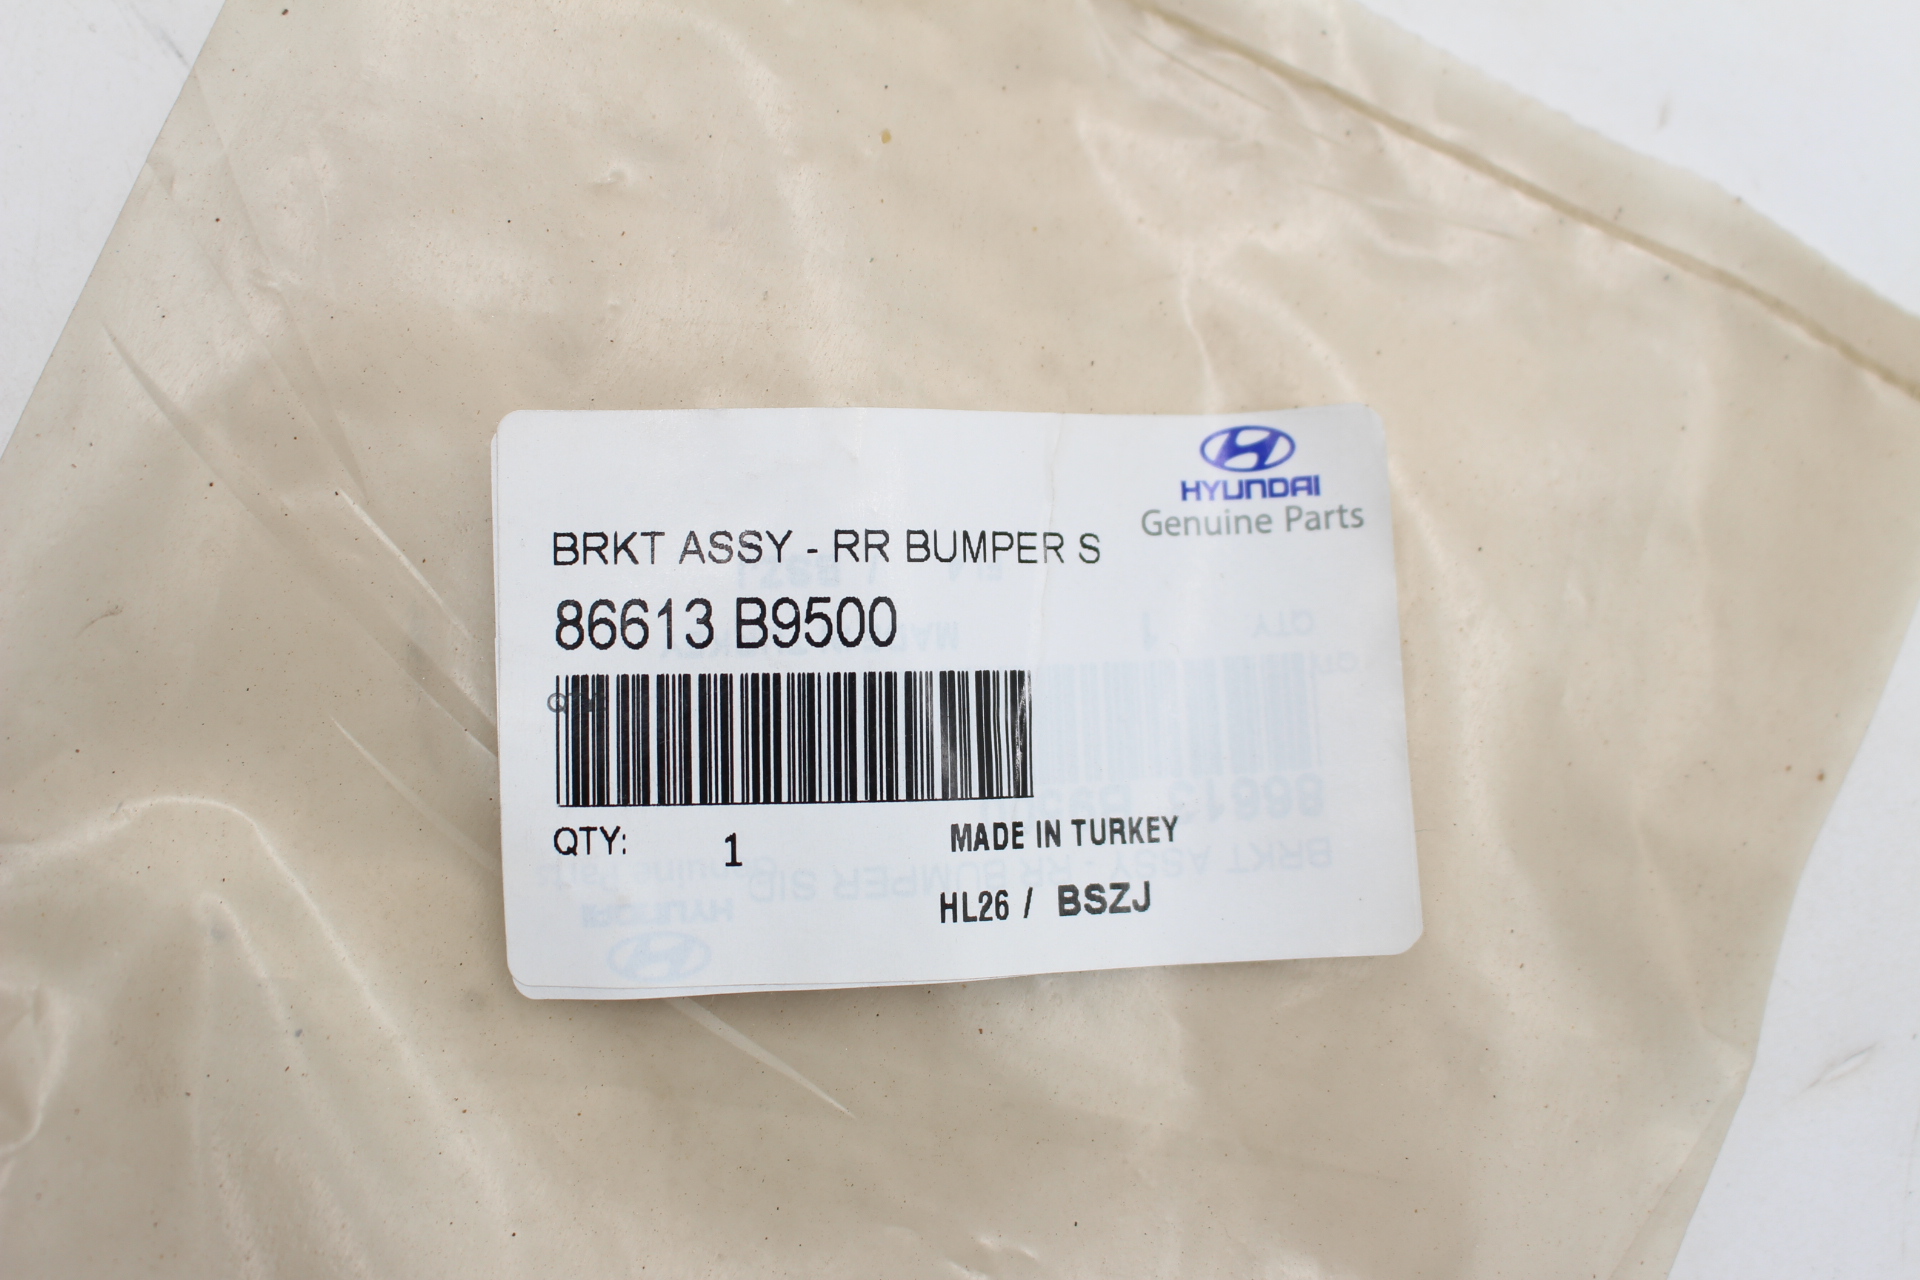 HYUNDAI
Genuine Parts
BRKT ASSY - RR BUMPER S
86613 B9500
QTY: 1
MADE IN TURKEY
HL26 / BSZJ